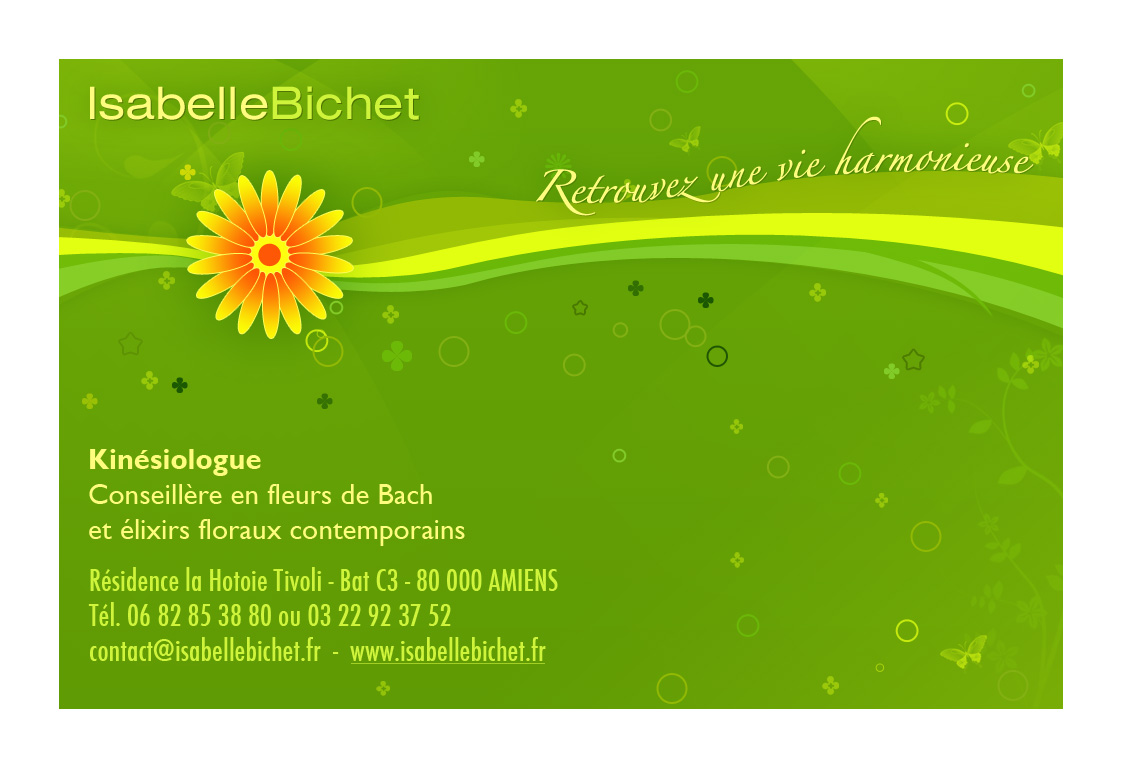 IsabelleBichet
Retrouvez une vie harmonieuse
Kinésiologue
Conseillère en fleurs de Bach
et élixirs floraux contemporains
Résidence la Hotoie Tivoli - Bat C3 - 80 000 AMIENS
Tél. 06 82 85 38 80 ou 03 22 92 37 52
contact@isabellebichet.fr - www.isabellebichet.fr